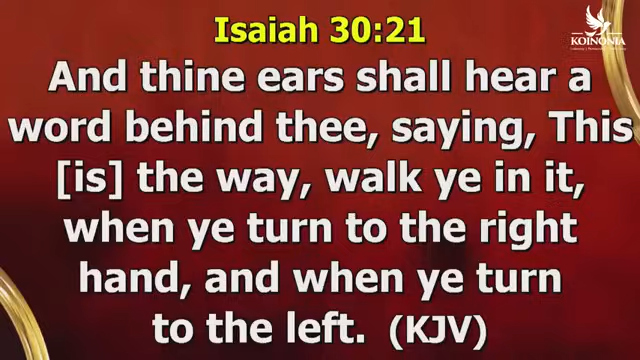 Isaiah 30:21
KOINONIA
And thine ears shall hear a
word behind thee, saying, This
[is] the way, walk ye in it,
when ye turn to the right
hand, and when ye turn
to the left. (KJV)